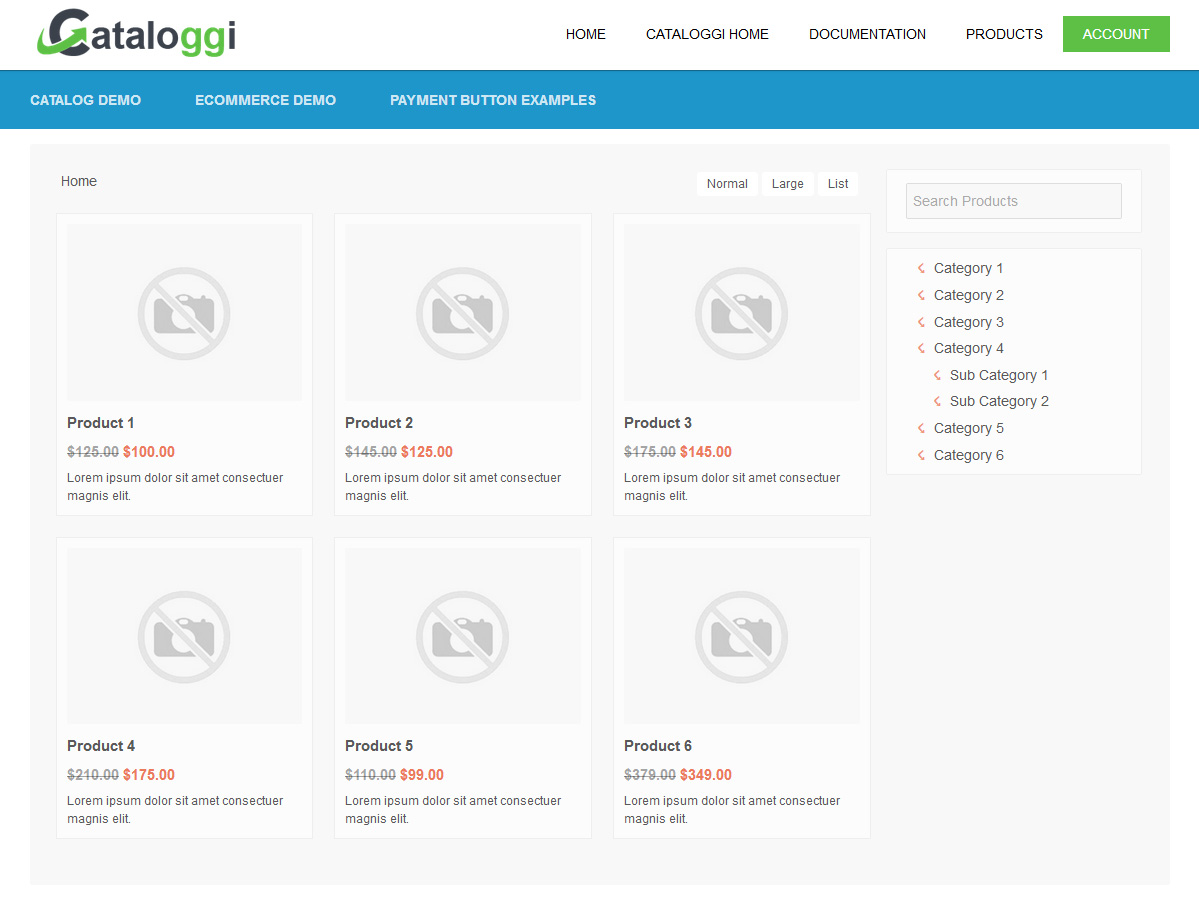 Cataloggi
HOME
CATALOGGI HOME
DOCUMENTATION
PRODUCTS
ACCOUNT
CATALOG DEMO
ECOMMERCE DEMO
PAYMENT BUTTON EXAMPLES
Home
Normal
Large
List
Product 1
$125.00 $100.00
Lorem ipsum dolor sit amet consectuer
magnis elit.
Product 2
$145.00 $125.00
Lorem ipsum dolor sit amet consectuer
magnis elit.
Product 3
$175.00 $145.00
Lorem ipsum dolor sit amet consectuer
magnis elit.
Product 4
$210.00 $175.00
Lorem ipsum dolor sit amet consectuer
magnis elit.
Product 5
$110.00 $99.00
Lorem ipsum dolor sit amet consectuer
magnis elit.
Product 6
$379.00 $349.00
Lorem ipsum dolor sit amet consectuer
magnis elit.
Search Products
Category 1
Category 2
Category 3
Category 4
Sub Category 1
Sub Category 2
Category 5
Category 6